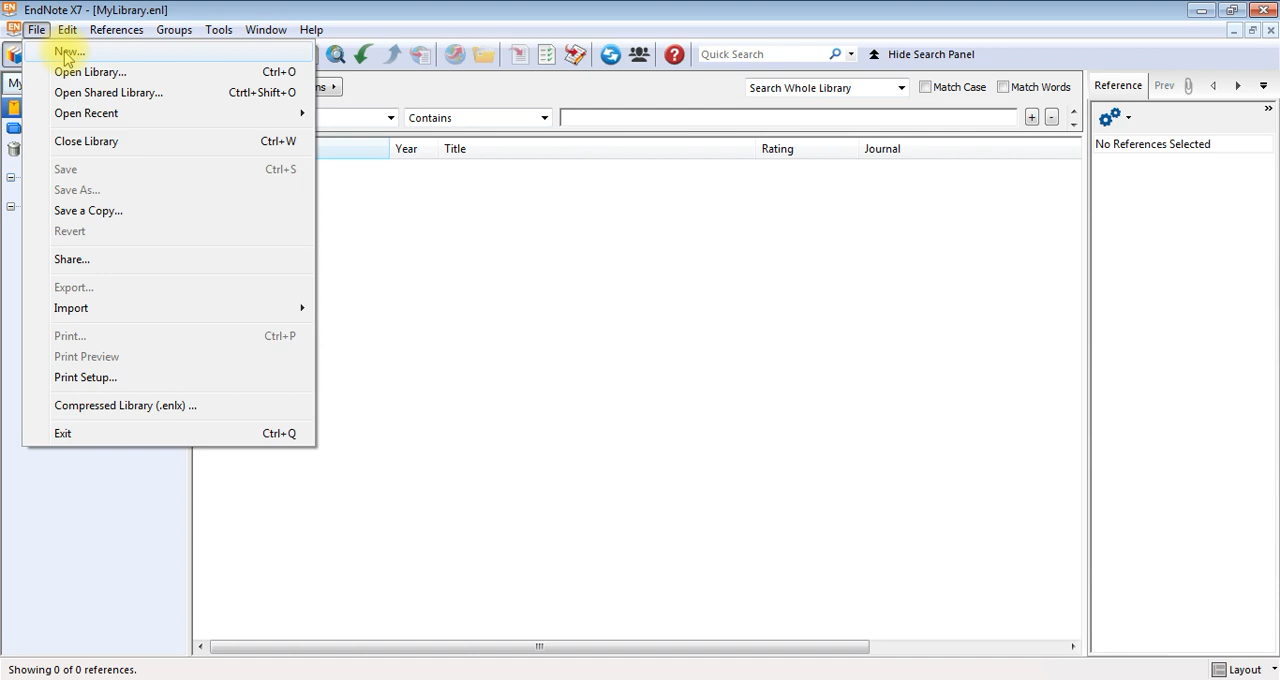 EndNote X7 - [MyLibrary.enl]
File Edit References Groups Tools Window Help
New...
Open Library... Ctrl+O
Open Shared Library... Ctrtl+Shift+O
Open Recent
Close Library Ctrl+W
Save Ctrl+S
Save As...
Save a Copy...
Revert
Share...
Export...
Import
Print... Ctrl+P
Print Preview
Print Setup...
Compressed Library (.enlx) ...
Exit Ctrl+Q
Quick Search Hide Search Panel
My
ns Search Whole Library Match Case Match Words
Contains + -
Year Title Rating Journal
Reference Prev
No References Selected
Showing 0 of 0 references. Layout